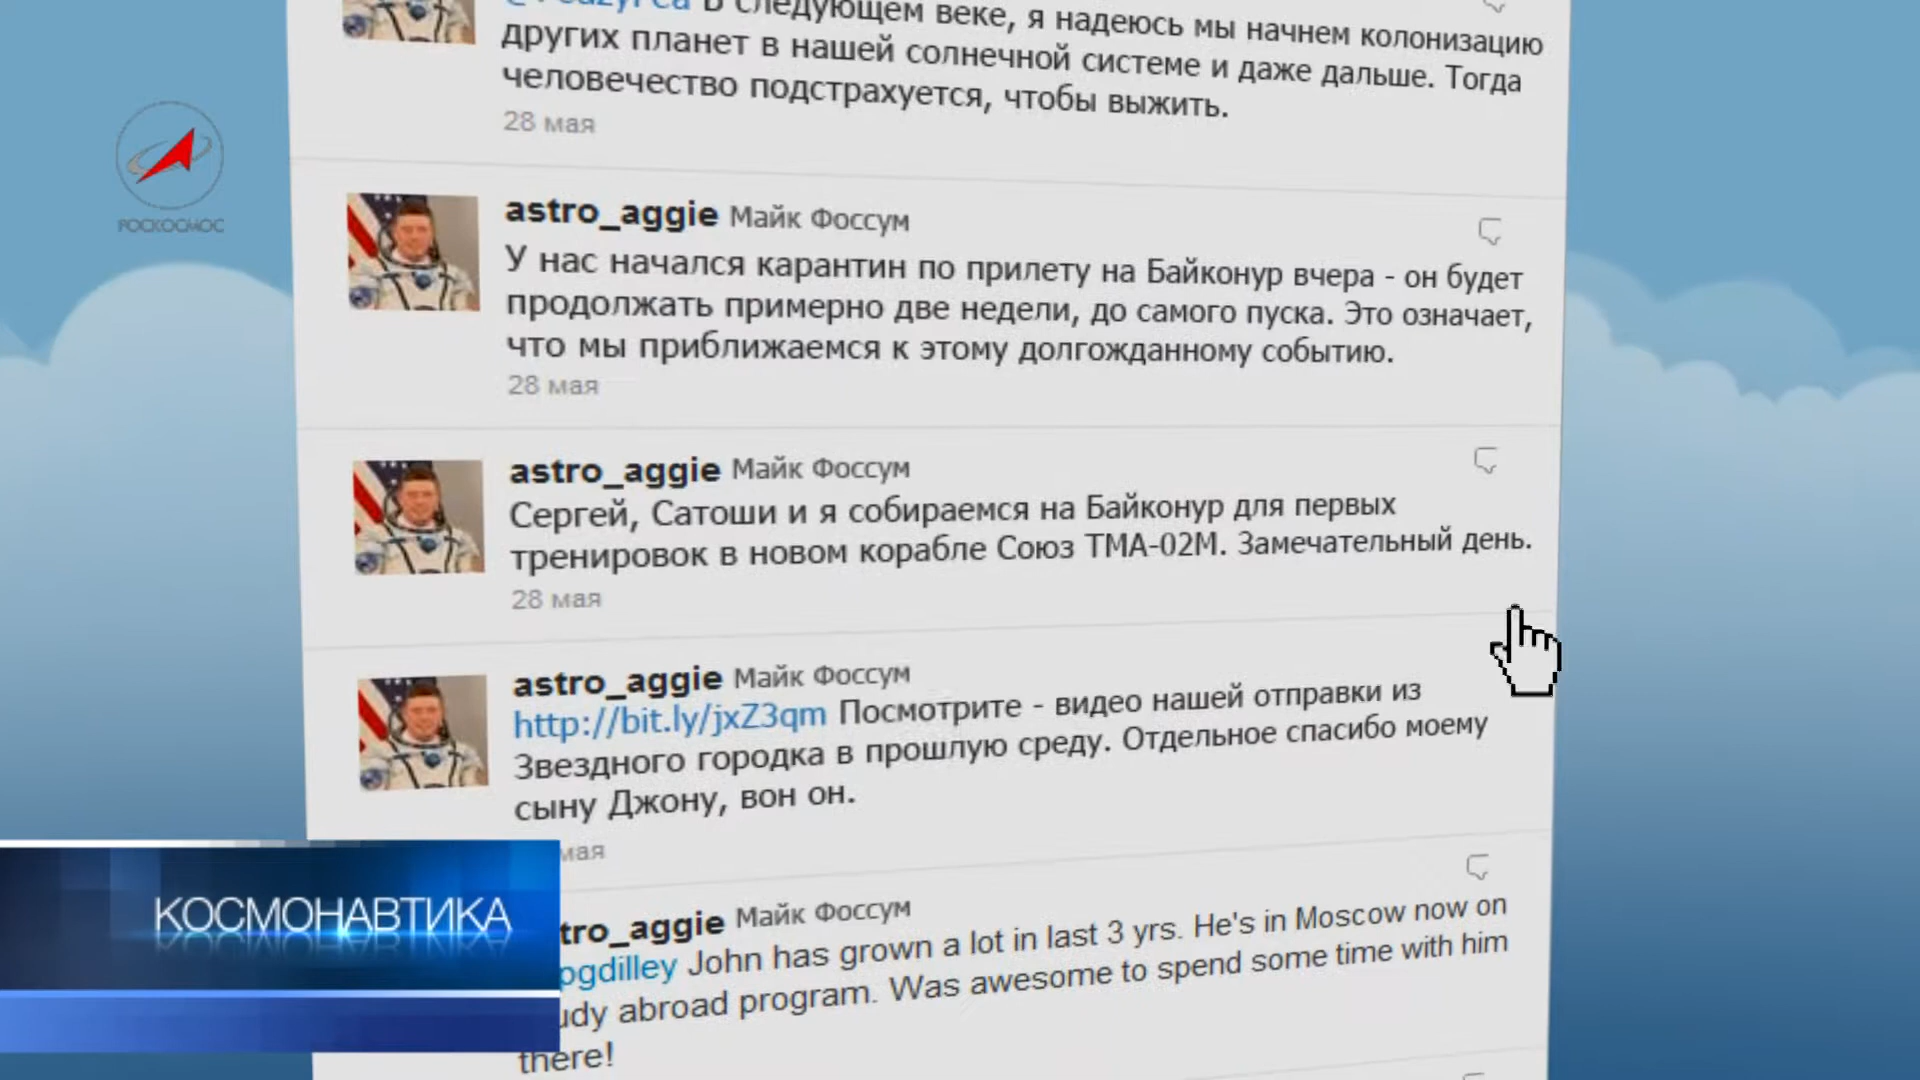 В следующем веке, я надеюсь мы начнем колонизацию
других планет в нашей солнечной системе и даже дальше. Тогда
человечество подстрахуется, чтобы выжить.
28 мая
РОСКОСМОС
astro_aggie Майк Фоссум
У нас начался карантин по прилету на Байконур вчера - он будет
продолжать примерно две недели, до самого пуска. Это означает,
что мы приближаемся к этому долгожданному событию.
28 мая
astro_aggie Майк Фоссум
Сергей, Сатоши и я собираемся на Байконур для первых
тренировок в новом корабле Союз ТМА-02М. Замечательный день.
28 мая
astro_aggie Майк Фоссум
http://bit.ly/jxZ3qm Посмотрите - видео нашей отправки из
Звездного городка в прошлую среду. Отдельное спасибо моему
сыну Джону, вон он.
мая
КОСМОНАВТИКА
tro_aggie Майк Фоссум
pgdilley John has grown a lot in last 3 yrs. He's in Moscow now on
udy abroad program. Was awesome to spend some time with him
there!